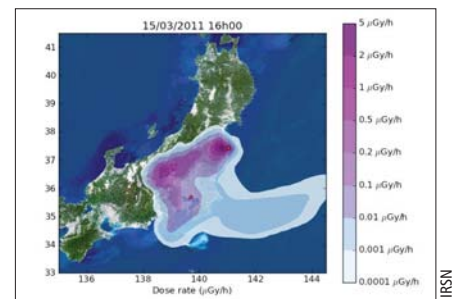 15/03/2011 16h00
41
40
39
38
37
36
35
34
33
136
138
140
142
144
Dose rate (μGy/h)
5 μGy/h
2 μGy/h
1 μGy/h
0.5 μGy/h
0.2 μGy/h
0.1 μGy/h
0.01 μGy/h
0.001 μGy/h
0.0001 μGy/h
IRSN